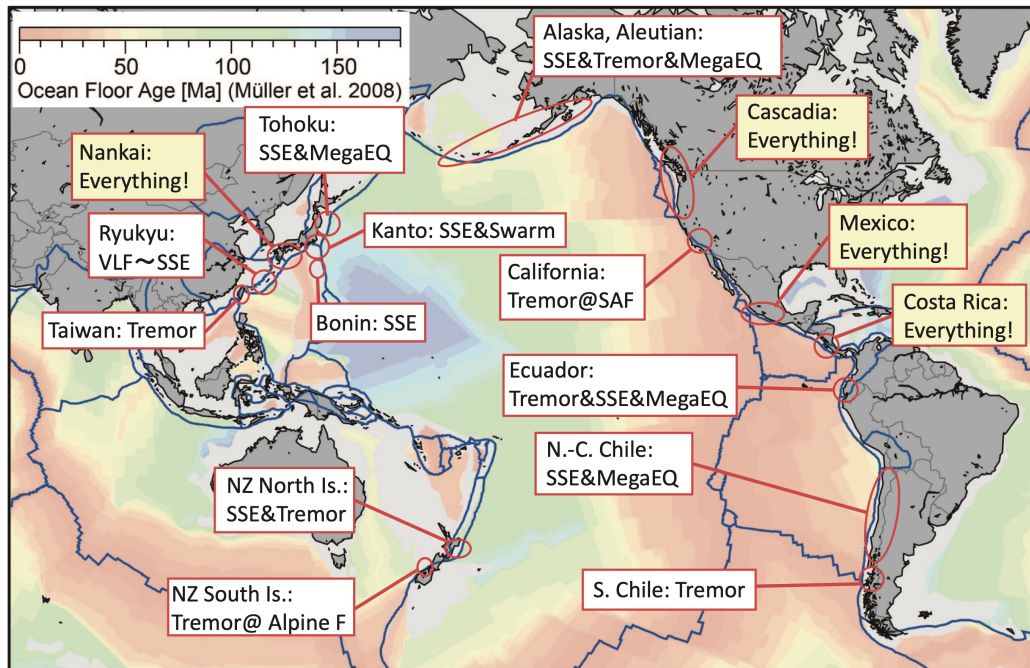 0 50 100 150
Ocean Floor Age [Ma] (Müller et al. 2008)
Alaska, Aleutian:
SSE&Tremor&MegaEQ
Tohoku:
SSE&MegaEQ
Cascadia:
Everything!
Nankai:
Everything!
Ryukyu:
VLF～SSE
Kanto: SSE&Swarm
Mexico:
Everything!
California:
Tremor@SAF
Taiwan: Tremor
Bonin: SSE
Costa Rica:
Everything!
Ecuador:
Tremor&SSE&MegaEQ
N.-C. Chile:
SSE&MegaEQ
NZ North Is.:
SSE&Tremor
NZ South Is.:
Tremor@ Alpine F
S. Chile: Tremor